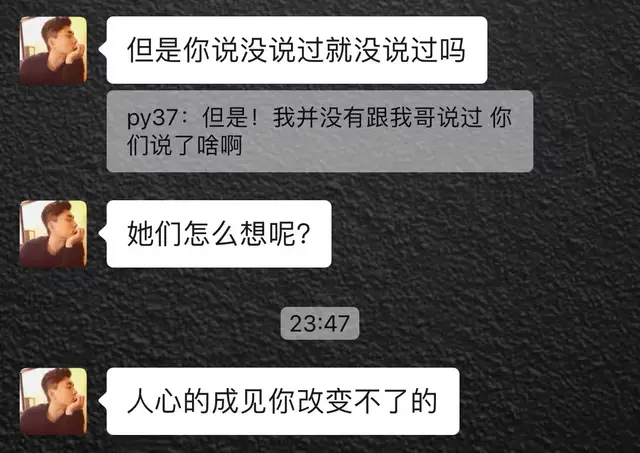 但是你说没说过就没说过吗
py37：但是！我并没有跟我哥说过 你
们说了啥啊
她们怎么想呢？
23:47
人心的成见你改变不了的